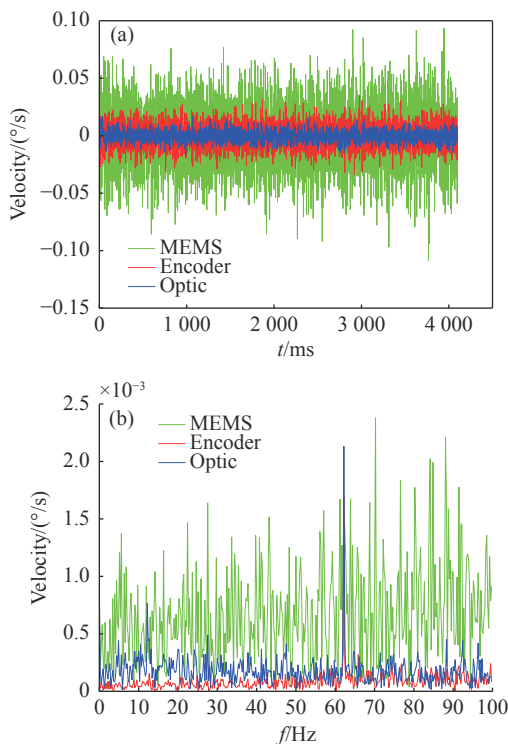 0.10
(a)
0.05
0
−0.05
−0.10
−0.15
Velocity/(°/s)
MEMS
Encoder
Optic
0 1 000 2 000 3 000 4 000
t/ms
×10⁻³
2.5
(b)
2.0
1.5
1.0
0.5
0
Velocity/(°/s)
MEMS
Encoder
Optic
0 10 20 30 40 50 60 70 80 90 100
f/Hz